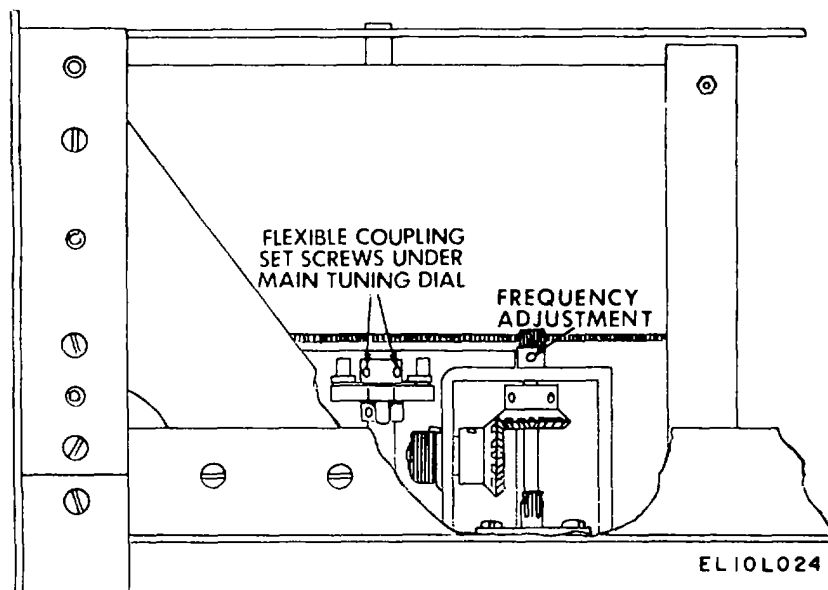 FLEXIBLE COUPLING
SET SCREWS UNDER
MAIN TUNING DIAL
FREQUENCY
ADJUSTMENT
EL10L024